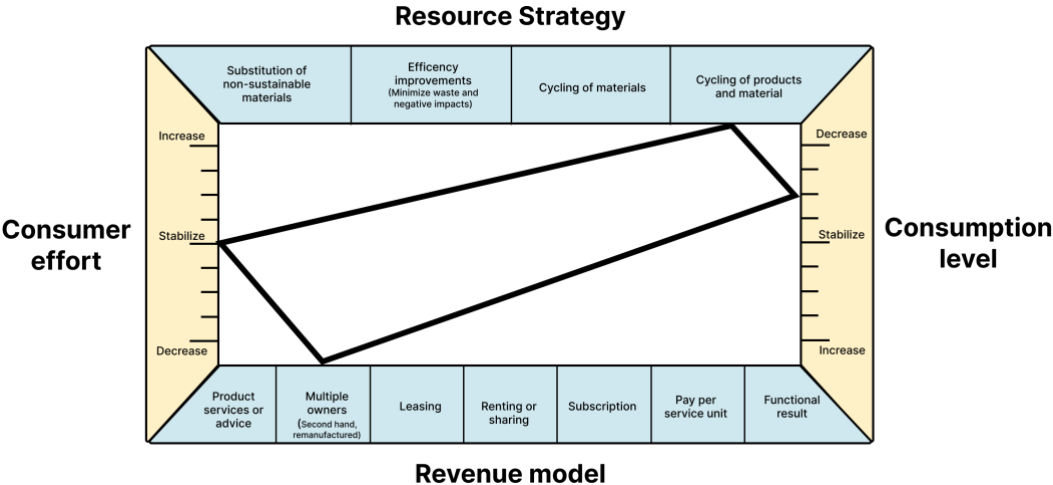 Resource Strategy
Substitution of
non-sustainable
materials
Efficency
improvements
(Minimize waste and
negative impacts)
Cycling of materials
Cycling of products
and material
Increase
Stabilize
Decrease
Consumer
effort
Decrease
Stabilize
Increase
Consumption
level
Product
services or
advice
Multiple
owners
(Second hand,
remanufactured)
Leasing
Renting or
sharing
Subscription
Pay per
service unit
Functional
result
Revenue model